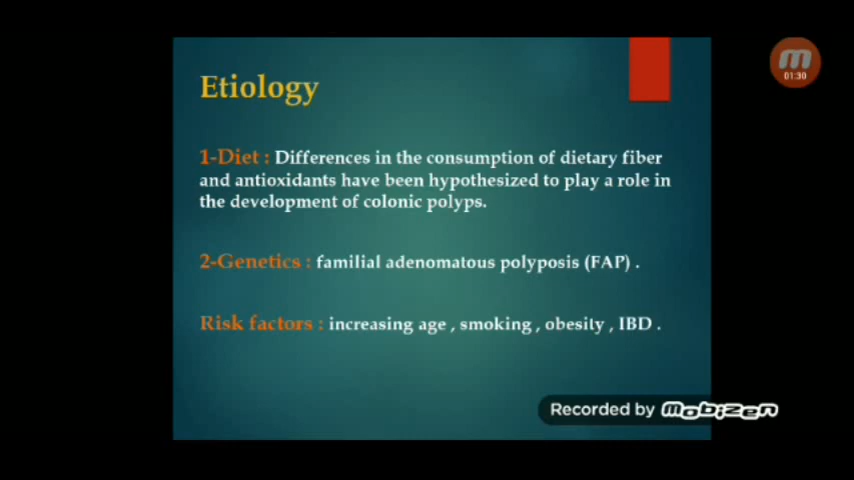 Etiology
m
01:30
1-Diet : Differences in the consumption of dietary fiber
and antioxidants have been hypothesized to play a role in
the development of colonic polyps.
2-Genetics : familial adenomatous polyposis (FAP) .
Risk factors : increasing age , smoking , obesity , IBD .
Recorded by mobizen